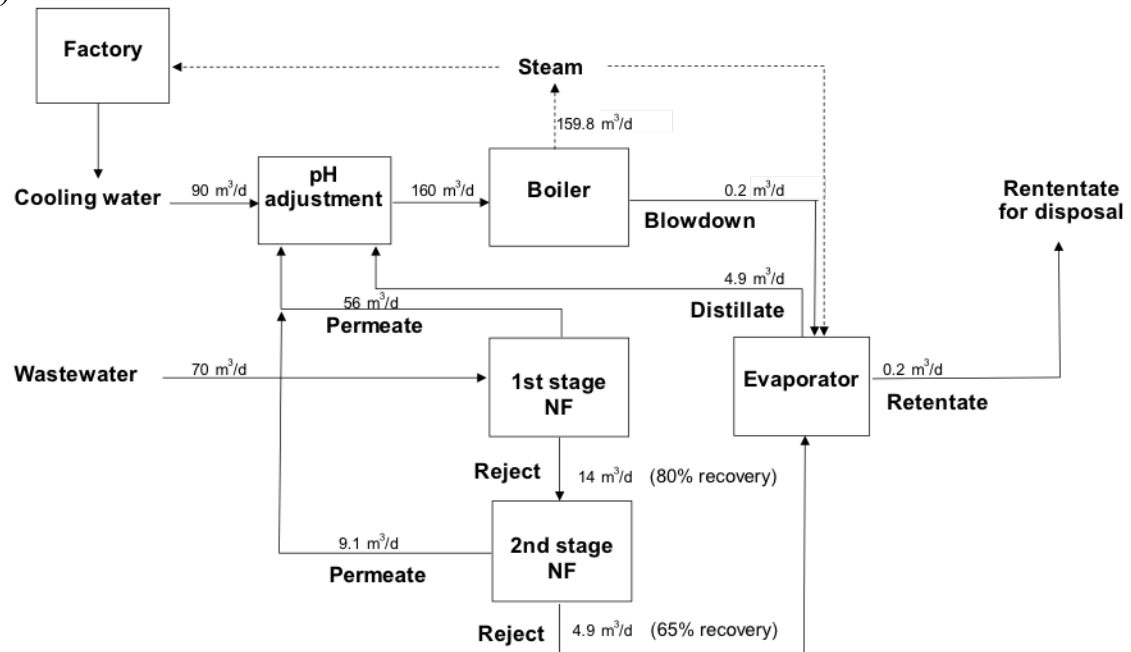 )
Factory
Steam
159.8 m³/d
Cooling water
90 m³/d
pH
adjustment
160 m³/d
Boiler
0.2 m³/d
Blowdown
Rententate
for disposal
4.9 m³/d
Distillate
56 m³/d
Permeate
Wastewater
70 m³/d
1st stage
NF
Evaporator
0.2 m³/d
Retentate
Reject
14 m³/d (80% recovery)
9.1 m³/d
Permeate
2nd stage
NF
Reject
4.9 m³/d (65% recovery)